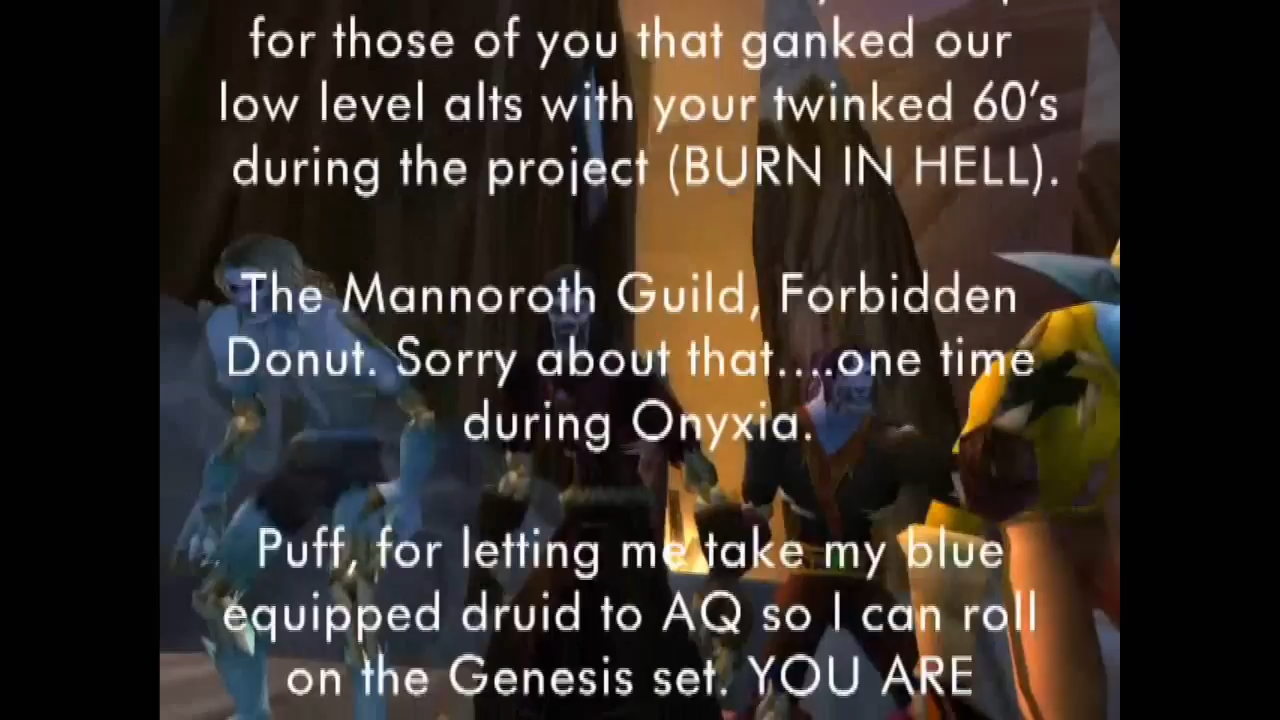 for those of you that ganked our
low level alts with your twinked 60's
during the project (BURN IN HELL).
The Mannoroth Guild, Forbidden
Donut. Sorry about that....one time
during Onyxia.
Puff, for letting me take my blue
equipped druid to AQ so I can roll
on the Genesis set. YOU ARE